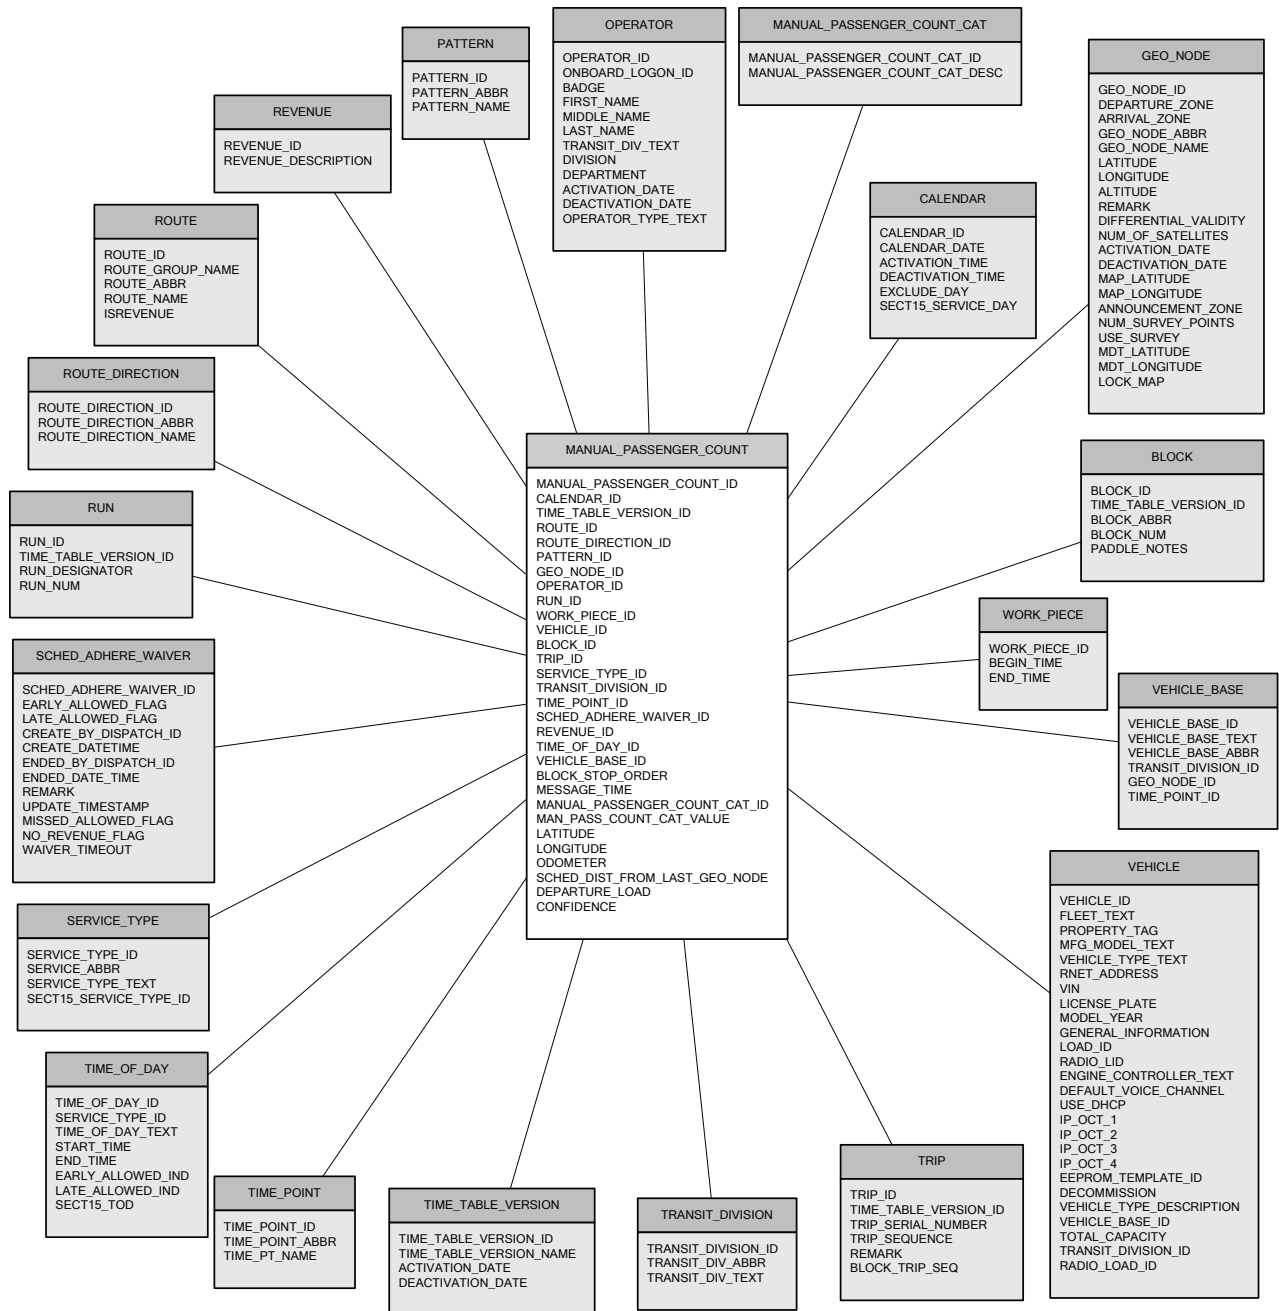 OPERATOR
OPERATOR_ID
ONBOARD_LOGON_ID
BADGE
FIRST_NAME
MIDDLE_NAME
LAST_NAME
TRANSIT_DIV_TEXT
DIVISION
DEPARTMENT
ACTIVATION_DATE
DEACTIVATION_DATE
OPERATOR_TYPE_TEXT
MANUAL_PASSENGER_COUNT_CAT
MANUAL_PASSENGER_COUNT_CAT_ID
MANUAL_PASSENGER_COUNT_CAT_DESC
PATTERN
PATTERN_ID
PATTERN_ABBR
PATTERN_NAME
GEO_NODE
GEO_NODE_ID
DEPARTURE_ZONE
ARRIVAL_ZONE
GEO_NODE_ABBR
GEO_NODE_NAME
LATITUDE
LONGITUDE
ALTITUDE
REMARK
DIFFERENTIAL_VALIDITY
NUM_OF_SATELLITES
ACTIVATION_DATE
DEACTIVATION_DATE
MAP_LATITUDE
MAP_LONGITUDE
ANNOUNCEMENT_ZONE
NUM_SURVEY_POINTS
USE_SURVEY
MDT_LATITUDE
MDT_LONGITUDE
LOCK_MAP
REVENUE
REVENUE_ID
REVENUE_DESCRIPTION
CALENDAR
CALENDAR_ID
CALENDAR_DATE
ACTIVATION_TIME
DEACTIVATION_TIME
EXCLUDE_DAY
SECT15_SERVICE_DAY
ROUTE
ROUTE_ID
ROUTE_GROUP_NAME
ROUTE_ABBR
ROUTE_NAME
ISREVENUE
ROUTE_DIRECTION
ROUTE_DIRECTION_ID
ROUTE_DIRECTION_ABBR
ROUTE_DIRECTION_NAME
MANUAL_PASSENGER_COUNT
MANUAL_PASSENGER_COUNT_ID
CALENDAR_ID
TIME_TABLE_VERSION_ID
ROUTE_ID
ROUTE_DIRECTION_ID
PATTERN_ID
GEO_NODE_ID
OPERATOR_ID
RUN_ID
WORK_PIECE_ID
VEHICLE_ID
BLOCK_ID
TRIP_ID
SERVICE_TYPE_ID
TRANSIT_DIVISION_ID
TIME_POINT_ID
SCHED_ADHERE_WAIVER_ID
REVENUE_ID
TIME_OF_DAY_ID
VEHICLE_BASE_ID
BLOCK_STOP_ORDER
MESSAGE_TIME
MANUAL_PASSENGER_COUNT_CAT_ID
MAN_PASS_COUNT_CAT_VALUE
LATITUDE
LONGITUDE
ODOMETER
SCHED_DIST_FROM_LAST_GEO_NODE
DEPARTURE_LOAD
CONFIDENCE
BLOCK
BLOCK_ID
TIME_TABLE_VERSION_ID
BLOCK_ABBR
BLOCK_NUM
PADDLE_NOTES
RUN
RUN_ID
TIME_TABLE_VERSION_ID
RUN_DESIGNATOR
RUN_NUM
WORK_PIECE
WORK_PIECE_ID
BEGIN_TIME
END_TIME
SCHED_ADHERE_WAIVER
SCHED_ADHERE_WAIVER_ID
EARLY_ALLOWED_FLAG
LATE_ALLOWED_FLAG
CREATE_BY_DISPATCH_ID
CREATE_DATETIME
ENDED_BY_DISPATCH_ID
ENDED_DATE_TIME
REMARK
UPDATE_TIMESTAMP
MISSED_ALLOWED_FLAG
NO_REVENUE_FLAG
WAIVER_TIMEOUT
VEHICLE_BASE
VEHICLE_BASE_ID
VEHICLE_BASE_TEXT
VEHICLE_BASE_ABBR
TRANSIT_DIVISION_ID
GEO_NODE_ID
TIME_POINT_ID
VEHICLE
VEHICLE_ID
FLEET_TEXT
PROPERTY_TAG
MFG_MODEL_TEXT
VEHICLE_TYPE_TEXT
RNET_ADDRESS
VIN
LICENSE_PLATE
MODEL_YEAR
GENERAL_INFORMATION
LOAD_ID
RADIO_LID
ENGINE_CONTROLLER_TEXT
DEFAULT_VOICE_CHANNEL
USE_DHCP
IP_OCT_1
IP_OCT_2
IP_OCT_3
IP_OCT_4
EEPROM_TEMPLATE_ID
DECOMMISSION
VEHICLE_TYPE_DESCRIPTION
VEHICLE_BASE_ID
TOTAL_CAPACITY
TRANSIT_DIVISION_ID
RADIO_LOAD_ID
SERVICE_TYPE
SERVICE_TYPE_ID
SERVICE_ABBR
SERVICE_TYPE_TEXT
SECT15_SERVICE_TYPE_ID
TIME_OF_DAY
TIME_OF_DAY_ID
SERVICE_TYPE_ID
TIME_OF_DAY_TEXT
START_TIME
END_TIME
EARLY_ALLOWED_IND
LATE_ALLOWED_IND
SECT15_TOD
TIME_POINT
TIME_POINT_ID
TIME_POINT_ABBR
TIME_PT_NAME
TIME_TABLE_VERSION
TIME_TABLE_VERSION_ID
TIME_TABLE_VERSION_NAME
ACTIVATION_DATE
DEACTIVATION_DATE
TRANSIT_DIVISION
TRANSIT_DIVISION_ID
TRANSIT_DIV_ABBR
TRANSIT_DIV_TEXT
TRIP
TRIP_ID
TIME_TABLE_VERSION_ID
TRIP_SERIAL_NUMBER
TRIP_SEQUENCE
REMARK
BLOCK_TRIP_SEQ